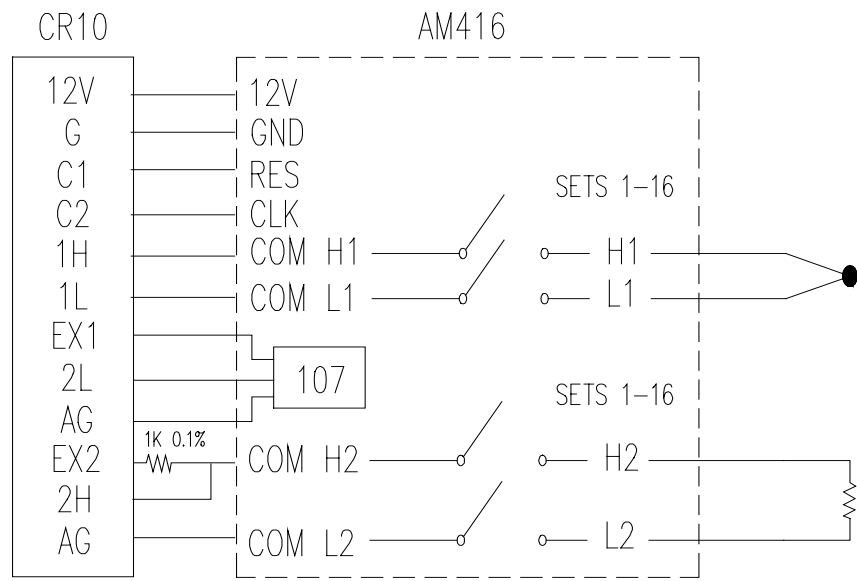 CR10 AM416
12V 12V
G GND
C1 RES
SETS 1-16
C2 CLK
1H COM H1 H1
1L COM L1 L1
EX1
2L 107
SETS 1-16
AG
1K 0.1%
EX2 COM H2 H2
2H
AG COM L2 L2